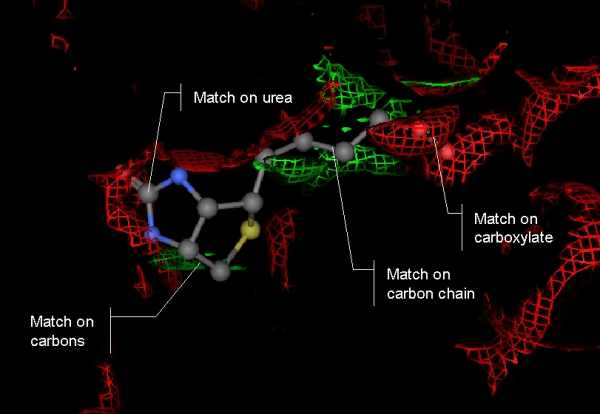 Match on urea
Match on
carboxylate
Match on
carbon chain
Match on
carbons